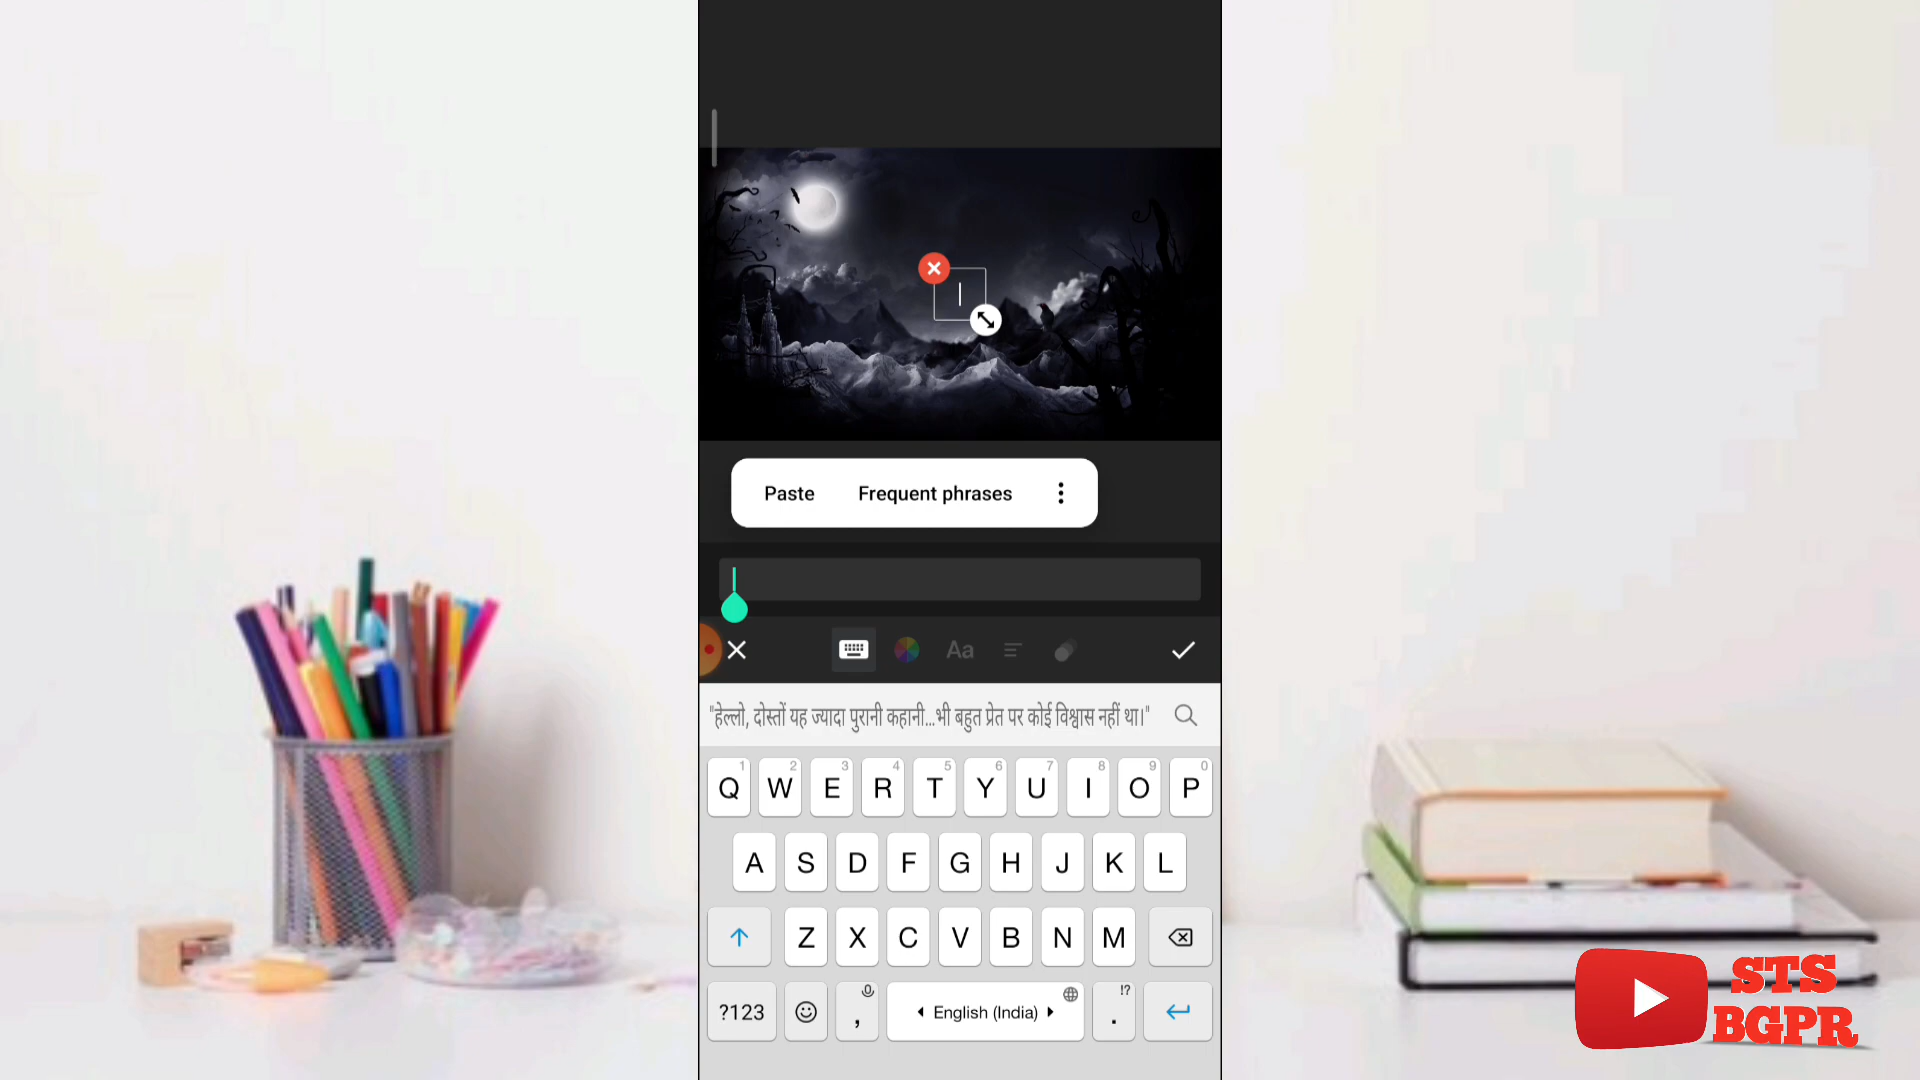 Paste Frequent phrases
Aa
"हेल्लो, दोस्तों यह ज्यादा पुरानी कहानी...भी बहुत प्रेत पर कोई विश्वास नहीं था।"
1 2 3 4 5 6 7 8 9 0
Q W E R T Y U I O P
A S D F G H J K L
Z X C V B N M
?123 , English (India) . !?
STS
BGPR